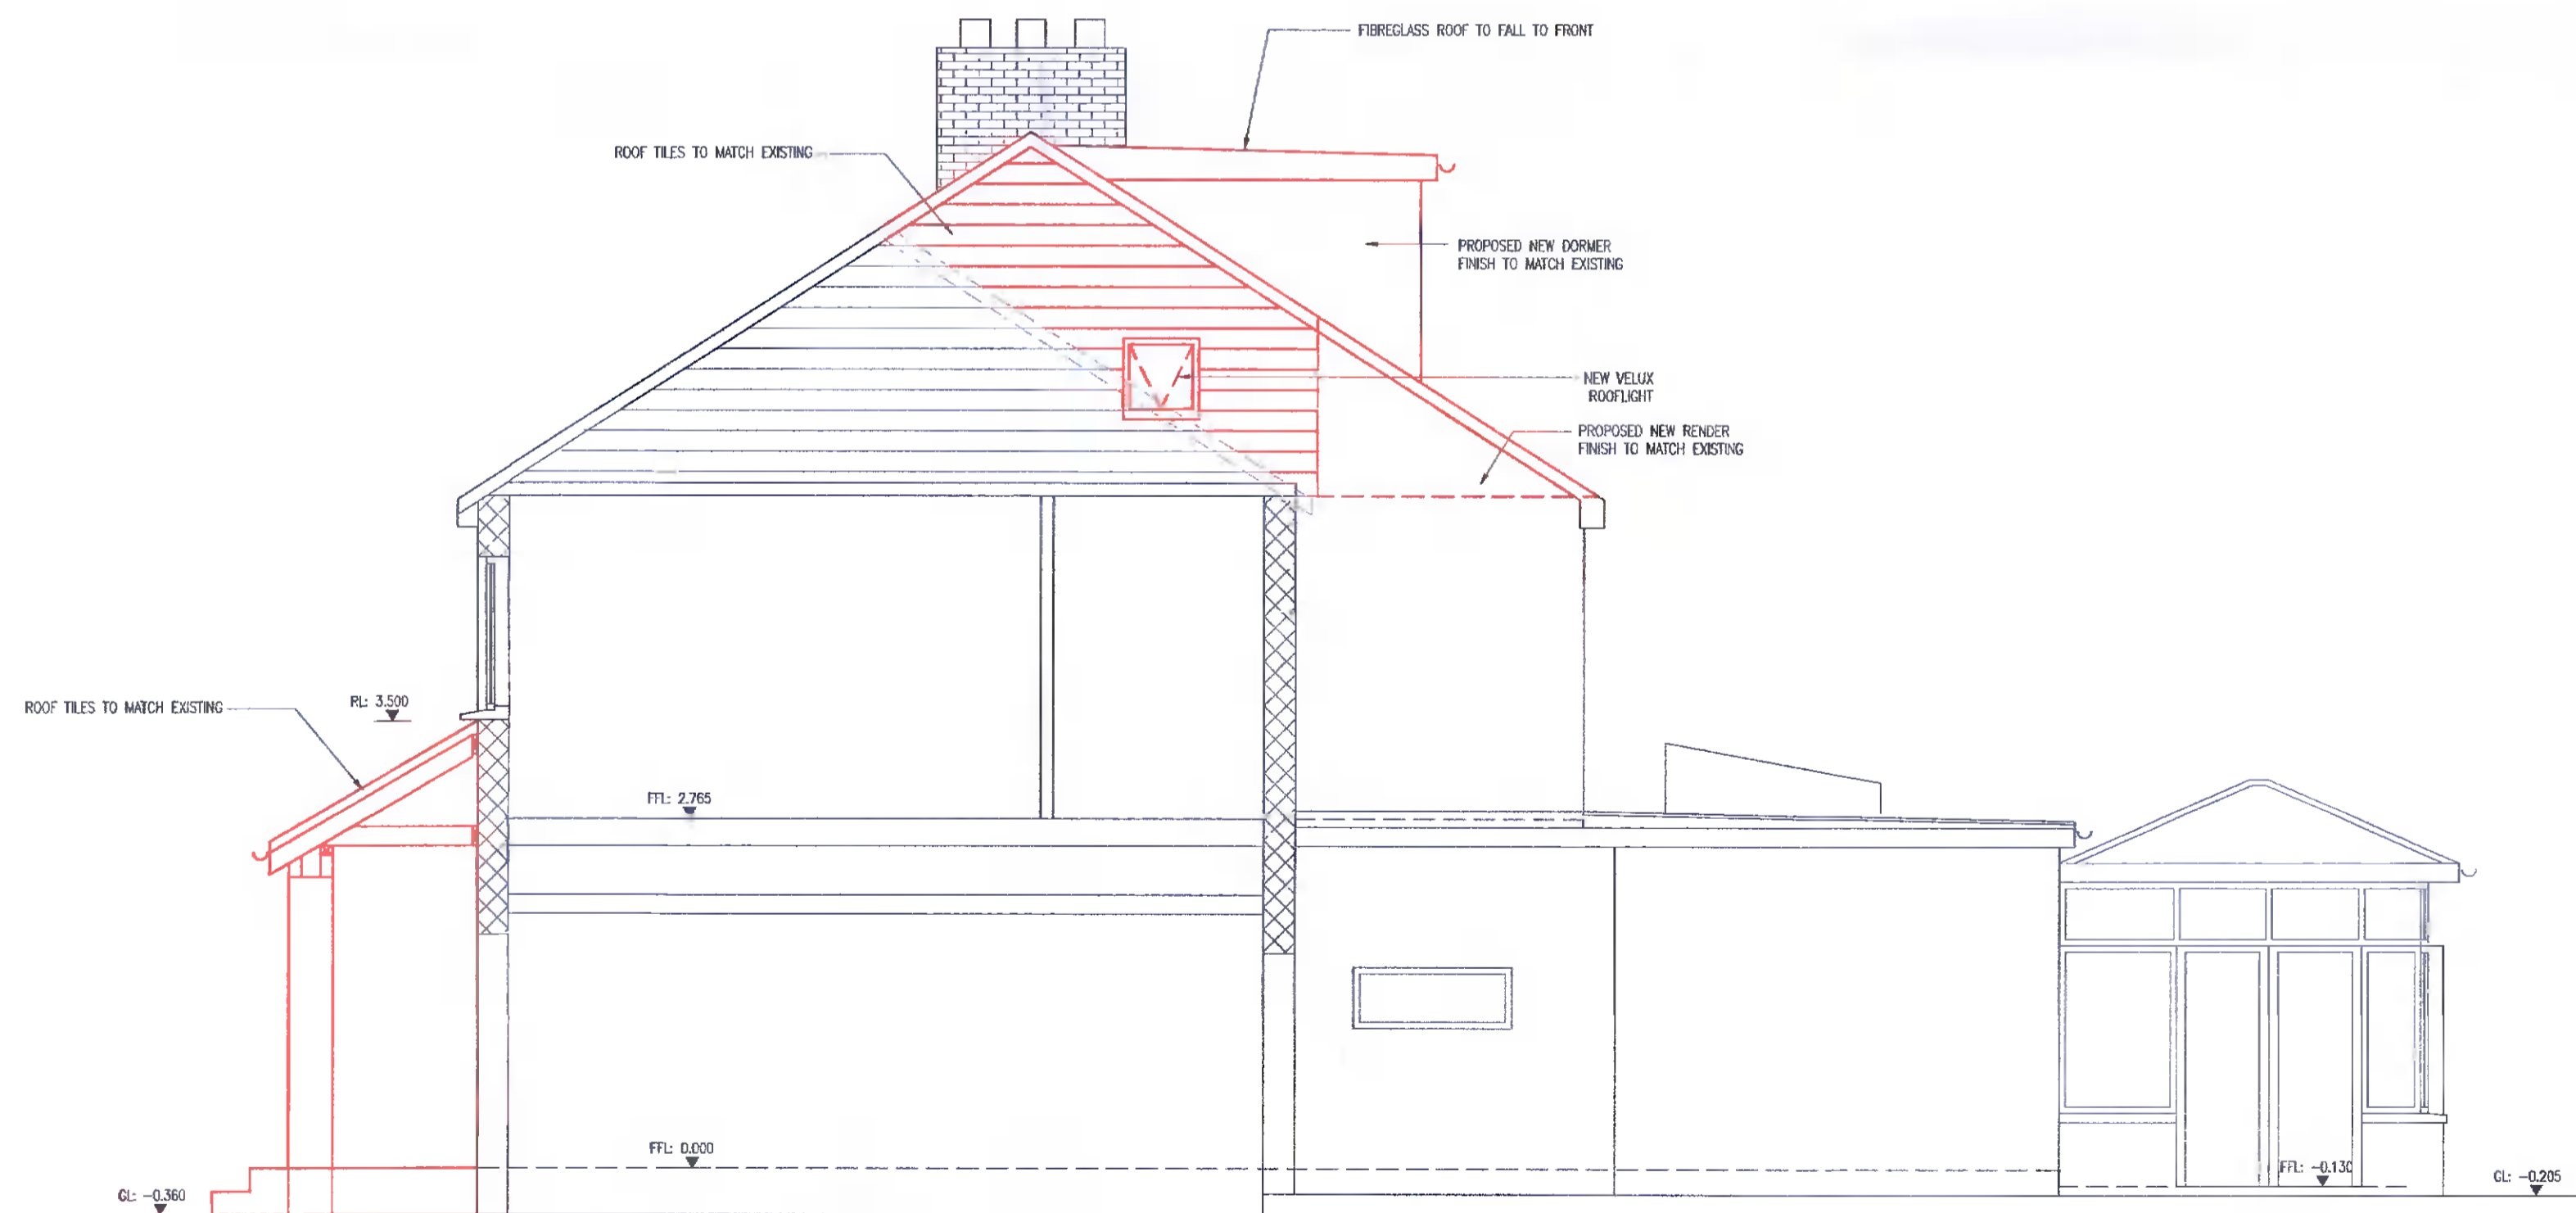 FIBREGLASS ROOF TO FALL TO FRONT
ROOF TILES TO MATCH EXISTING
PROPOSED NEW DORMER
FINISH TO MATCH EXISTING
NEW VELUX
ROOFLIGHT
PROPOSED NEW RENDER
FINISH TO MATCH EXISTING
RL: 3.500
ROOF TILES TO MATCH EXISTING
FFL: 2.765
FFL: 0.000
FFL: -0.130
GL: -0.205
GL: -0.360